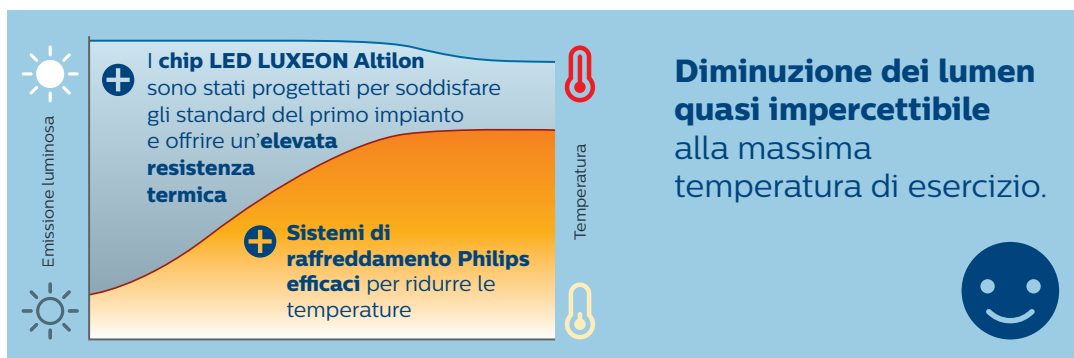 Emissione luminosa
I chip LED LUXEON Altilon
sono stati progettati per soddisfare
gli standard del primo impianto
e offrire un'elevata
resistenza
termica
Sistemi di
raffreddamento Philips
efficaci per ridurre le
temperature
Temperatura
Diminuzione dei lumen
quasi impercettibile
alla massima
temperatura di esercizio.